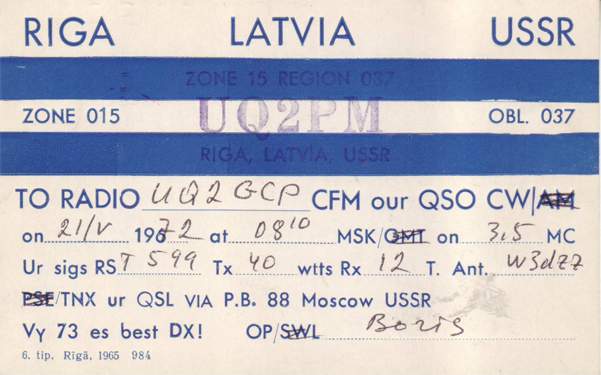 RIGA LATVIA USSR
ZONE 15 REGION 037
ZONE 015 UQ2PM OBL. 037
RIGA, LATVIA, USSR
TO RADIO UQ2GCP CFM our QSO CW/AM
on 21/V 1972 at 08¹⁰ MSK/GMT on 3,5 MC
Ur sigs RST 599 Tx 40 wtts Rx 12 T. Ant. W3dzz
PSE/TNX ur QSL VIA P.B. 88 Moscow USSR
Vy 73 es best DX! OP/SWL Boris
6. tip. Rīgā, 1965 984